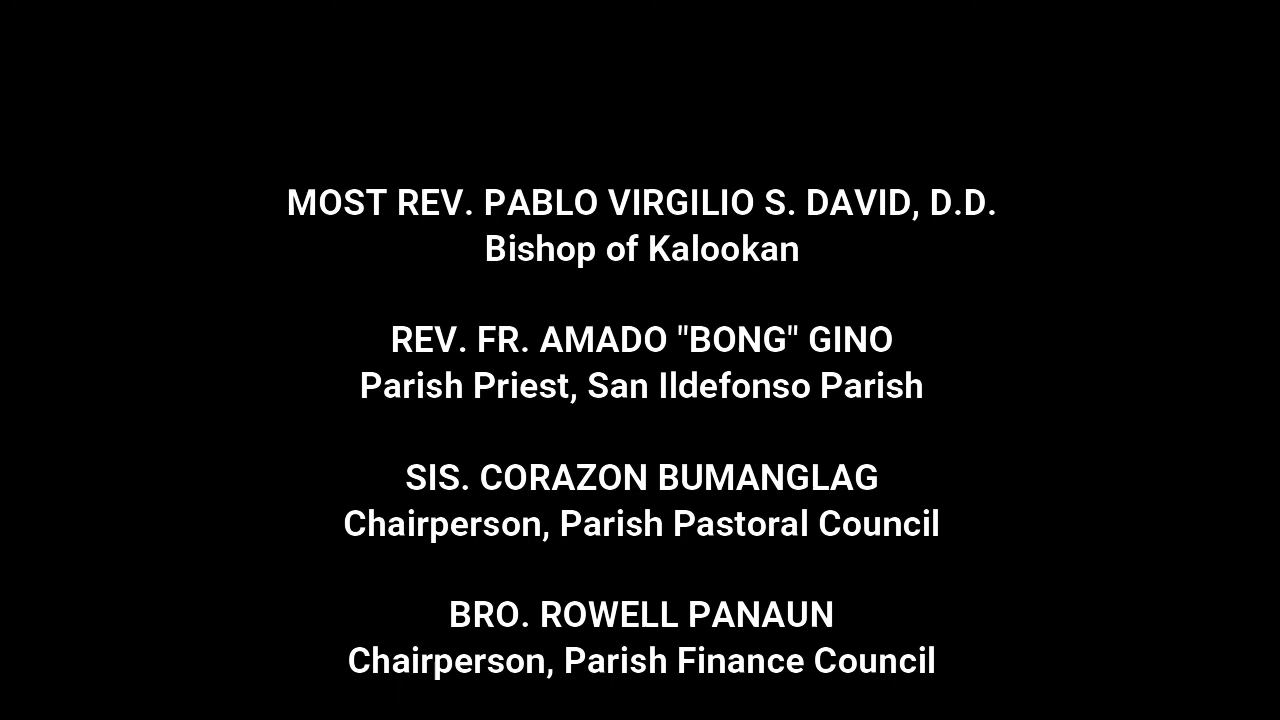 MOST REV. PABLO VIRGILIO S. DAVID, D.D.
Bishop of Kalookan
REV. FR. AMADO "BONG" GINO
Parish Priest, San Ildefonso Parish
SIS. CORAZON BUMANGLAG
Chairperson, Parish Pastoral Council
BRO. ROWELL PANAUN
Chairperson, Parish Finance Council